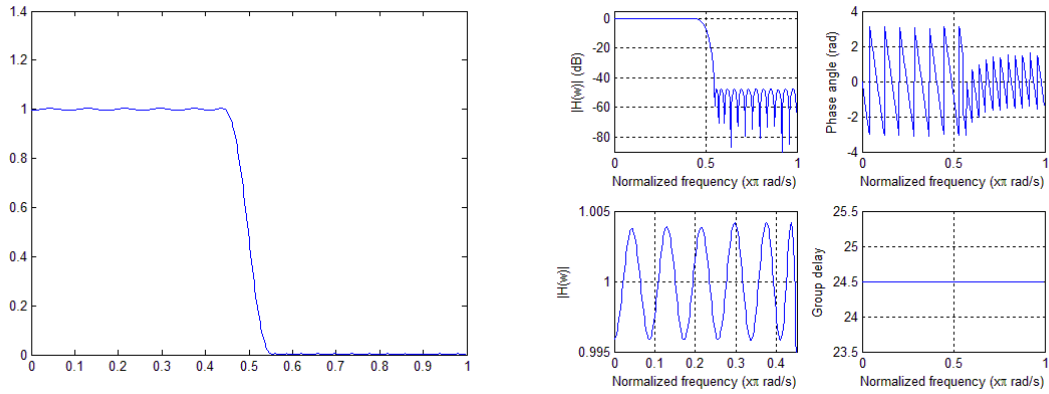 1.4
1.2
1
0.8
0.6
0.4
0.2
0
0 0.1 0.2 0.3 0.4 0.5 0.6 0.7 0.8 0.9 1
|H(w)| (dB)
0
-20
-40
-60
-80
0 0.5 1
Normalized frequency (xπ rad/s)
Phase angle (rad)
4
2
0
-2
-4
0 0.5 1
Normalized frequency (xπ rad/s)
|H(w)|
1.005
1
0.995
0 0.1 0.2 0.3 0.4
Normalized frequency (xπ rad/s)
Group delay
25.5
25
24.5
24
23.5
0 0.5 1
Normalized frequency (xπ rad/s)